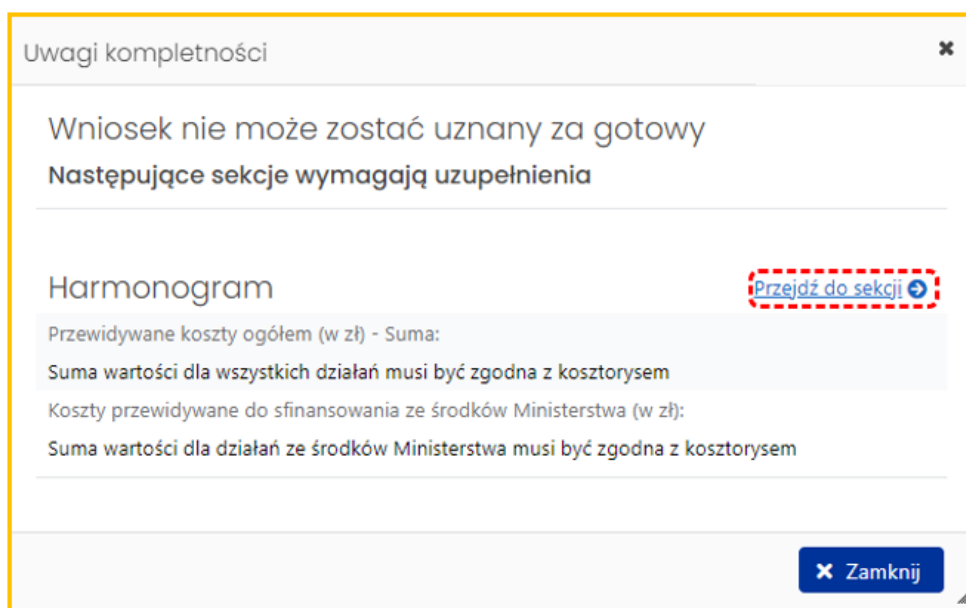 Uwagi kompletności
Wniosek nie może zostać uznany za gotowy
Następujące sekcje wymagają uzupełnienia
Harmonogram
Przejdź do sekcji
Przewidywane koszty ogółem (w zł) - Suma:
Suma wartości dla wszystkich działań musi być zgodna z kosztorysem
Koszty przewidywane do sfinansowania ze środków Ministerstwa (w zł):
Suma wartości dla działań ze środków Ministerstwa musi być zgodna z kosztorysem
Zamknij